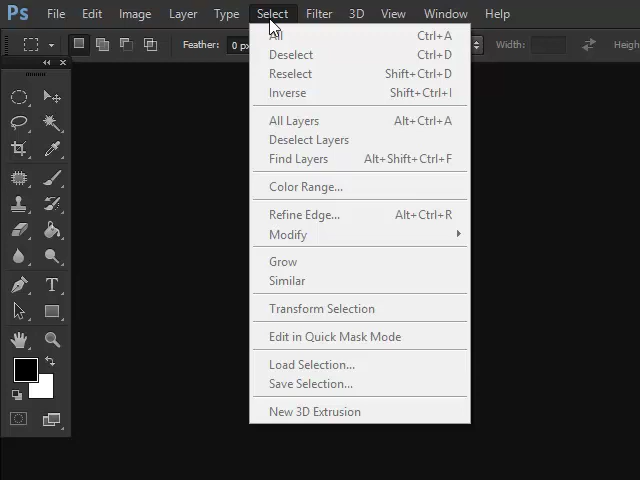 Ps File Edit Image Layer Type Select Filter 3D View Window Help
Feather: 0 px Width: Heigh
All Ctrl+A
Deselect Ctrl+D
Reselect Shift+Ctrl+D
Inverse Shift+Ctrl+I
All Layers Alt+Ctrl+A
Deselect Layers
Find Layers Alt+Shift+Ctrl+F
Color Range...
Refine Edge... Alt+Ctrl+R
Modify
Grow
Similar
Transform Selection
Edit in Quick Mask Mode
Load Selection...
Save Selection...
New 3D Extrusion
T